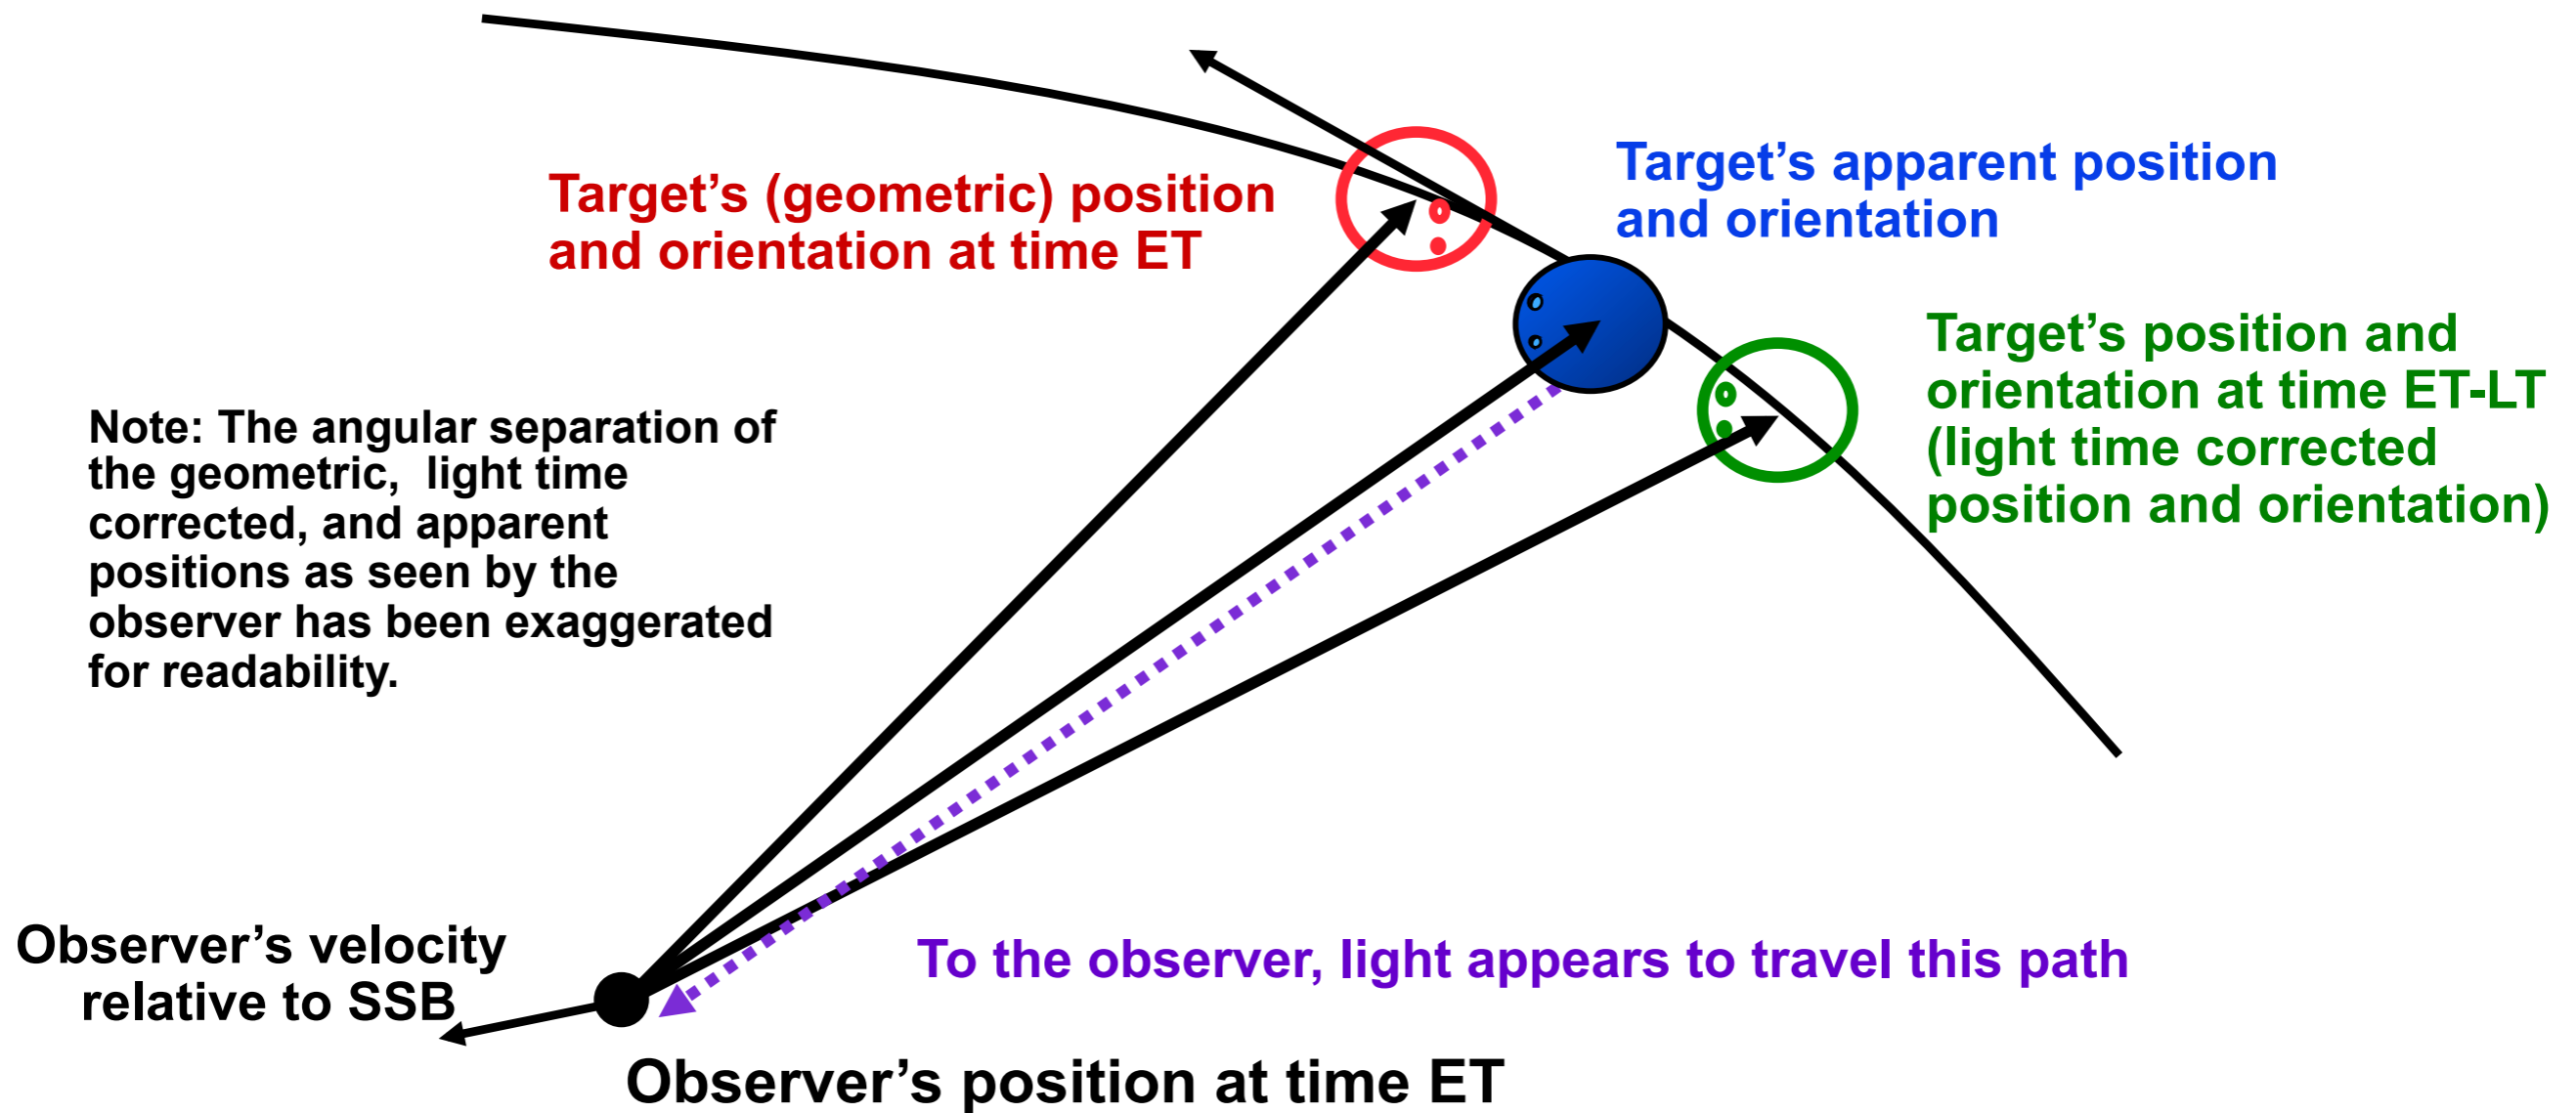 Target’s (geometric) position
and orientation at time ET
Target’s apparent position
and orientation
Target’s position and
orientation at time ET-LT
(light time corrected
position and orientation)
Note: The angular separation of
the geometric,  light time
corrected, and apparent
positions as seen by the
observer has been exaggerated
for readability.
Observer’s velocity
relative to SSB
To the observer, light appears to travel this path
Observer’s position at time ET